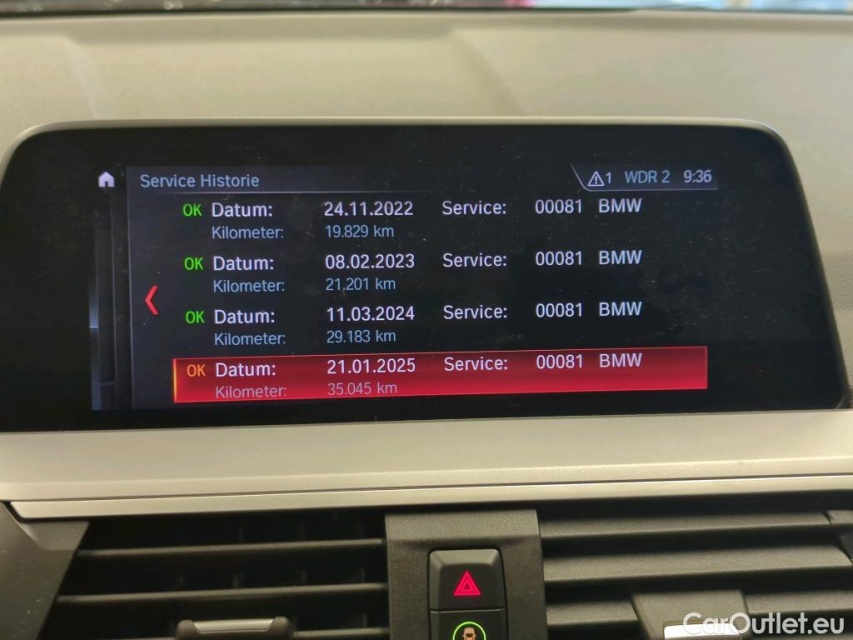 Service Historie
1 WDR 2 9:36
OK Datum: 24.11.2022 Service: 00081 BMW
Kilometer: 19.829 km
OK Datum: 08.02.2023 Service: 00081 BMW
Kilometer: 21.201 km
OK Datum: 11.03.2024 Service: 00081 BMW
Kilometer: 29.183 km
OK Datum: 21.01.2025 Service: 00081 BMW
Kilometer: 35.045 km
CarOutlet.eu